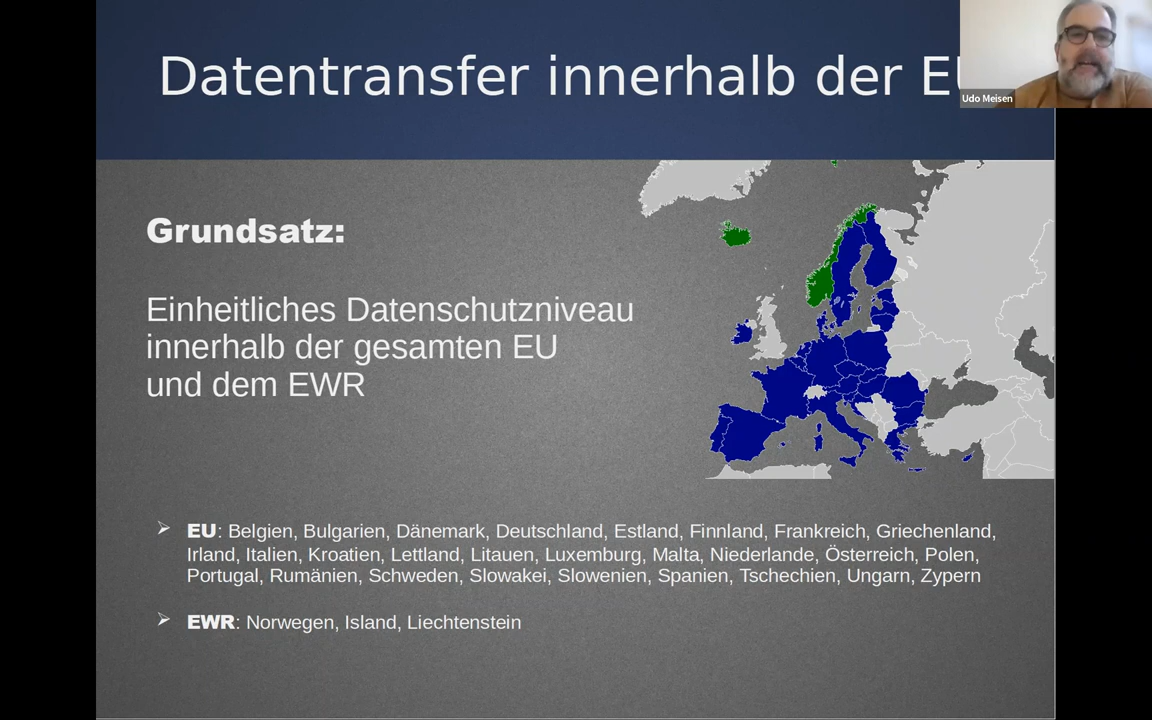 Datentransfer innerhalb der EU
Udo Meisen
Grundsatz:
Einheitliches Datenschutzniveau
innerhalb der gesamten EU
und dem EWR
EU: Belgien, Bulgarien, Dänemark, Deutschland, Estland, Finnland, Frankreich, Griechenland,
Irland, Italien, Kroatien, Lettland, Litauen, Luxemburg, Malta, Niederlande, Österreich, Polen,
Portugal, Rumänien, Schweden, Slowakei, Slowenien, Spanien, Tschechien, Ungarn, Zypern
EWR: Norwegen, Island, Liechtenstein